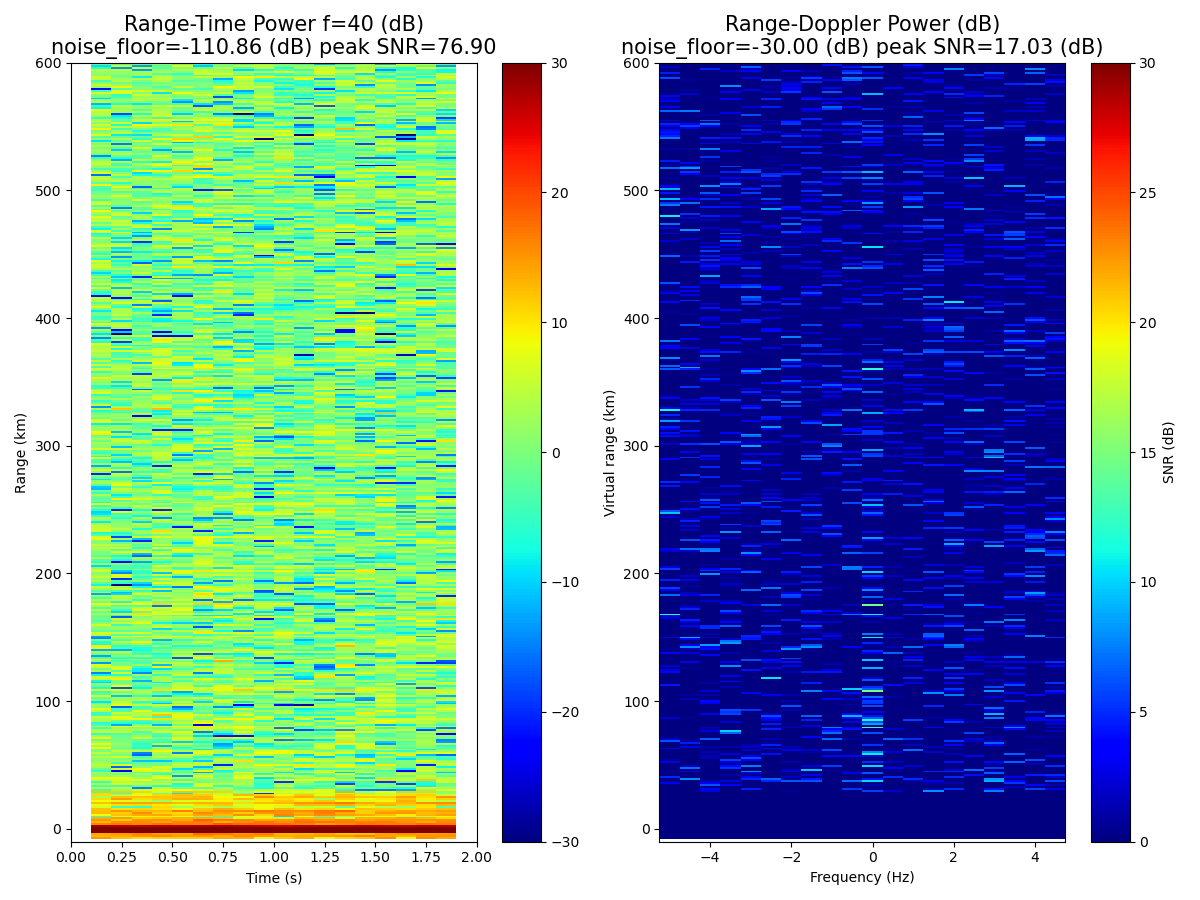 Range-Time Power f=40 (dB)
noise_floor=-110.86 (dB) peak SNR=76.90
Range-Doppler Power (dB)
noise_floor=-30.00 (dB) peak SNR=17.03 (dB)
600
500
400
300
200
100
0
Range (km)
0.00 0.25 0.50 0.75 1.00 1.25 1.50 1.75 2.00
Time (s)
30
20
10
0
−10
−20
−30
600
500
400
300
200
100
0
Virtual range (km)
−4 −2 0 2 4
Frequency (Hz)
30
25
20
15
10
5
0
SNR (dB)